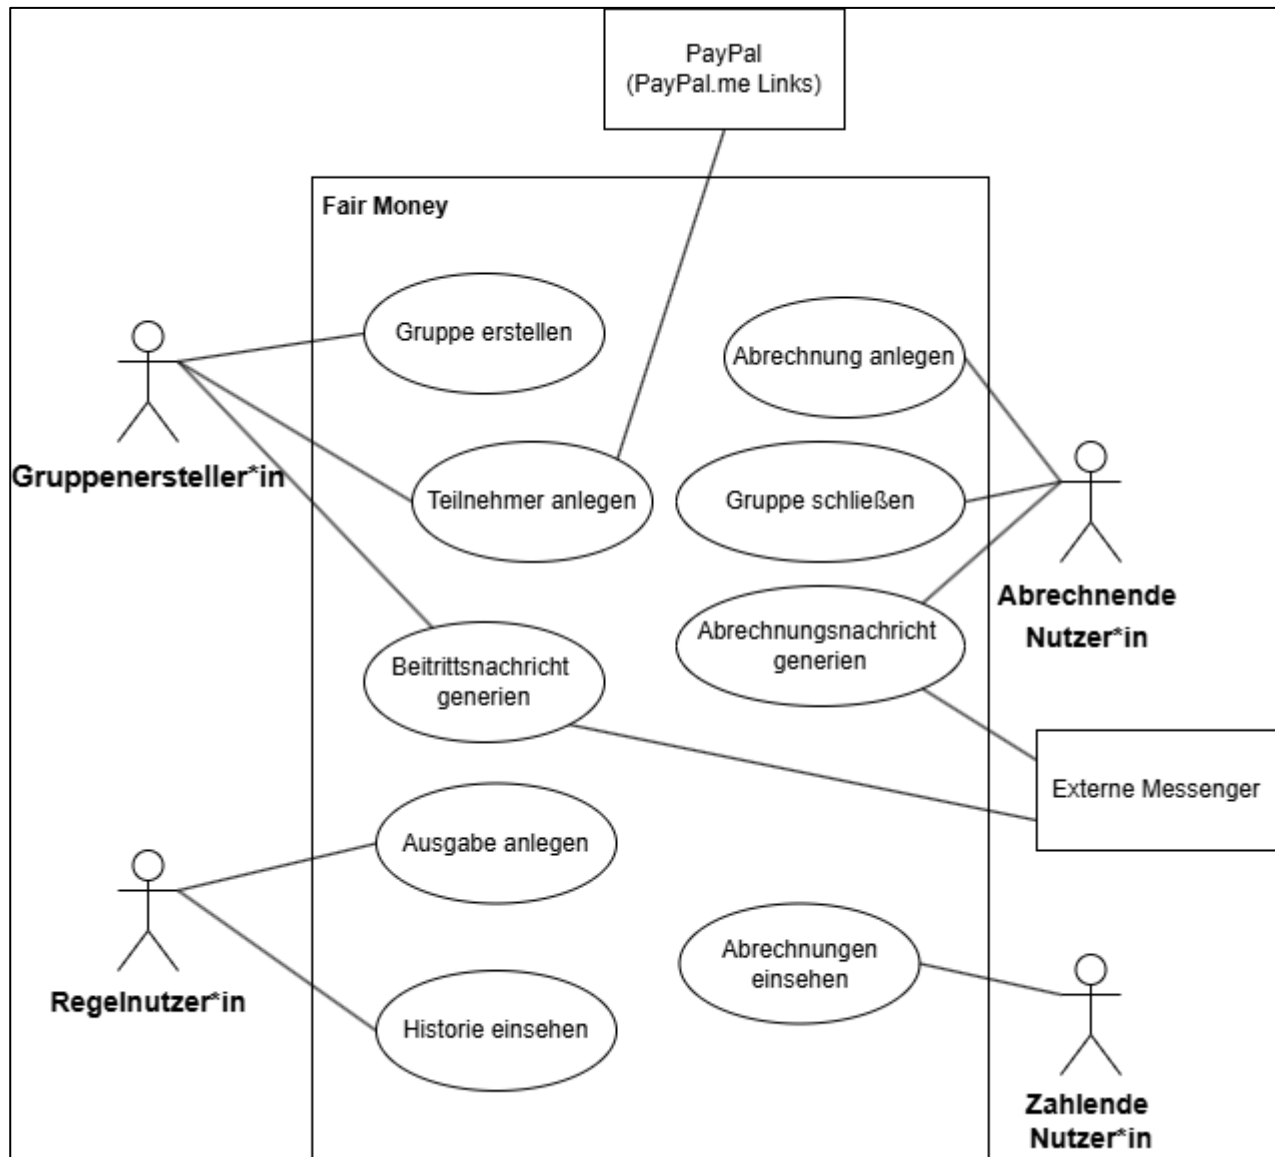 PayPal
(PayPal.me Links)
Fair Money
Gruppe erstellen
Abrechnung anlegen
Gruppenersteller*in
Teilnehmer anlegen
Gruppe schließen
Abrechnende
Nutzer*in
Beitrittsnachricht
generien
Abrechnungsnachricht
generien
Externe Messenger
Ausgabe anlegen
Regelnutzer*in
Abrechnungen
einsehen
Historie einsehen
Zahlende
Nutzer*in